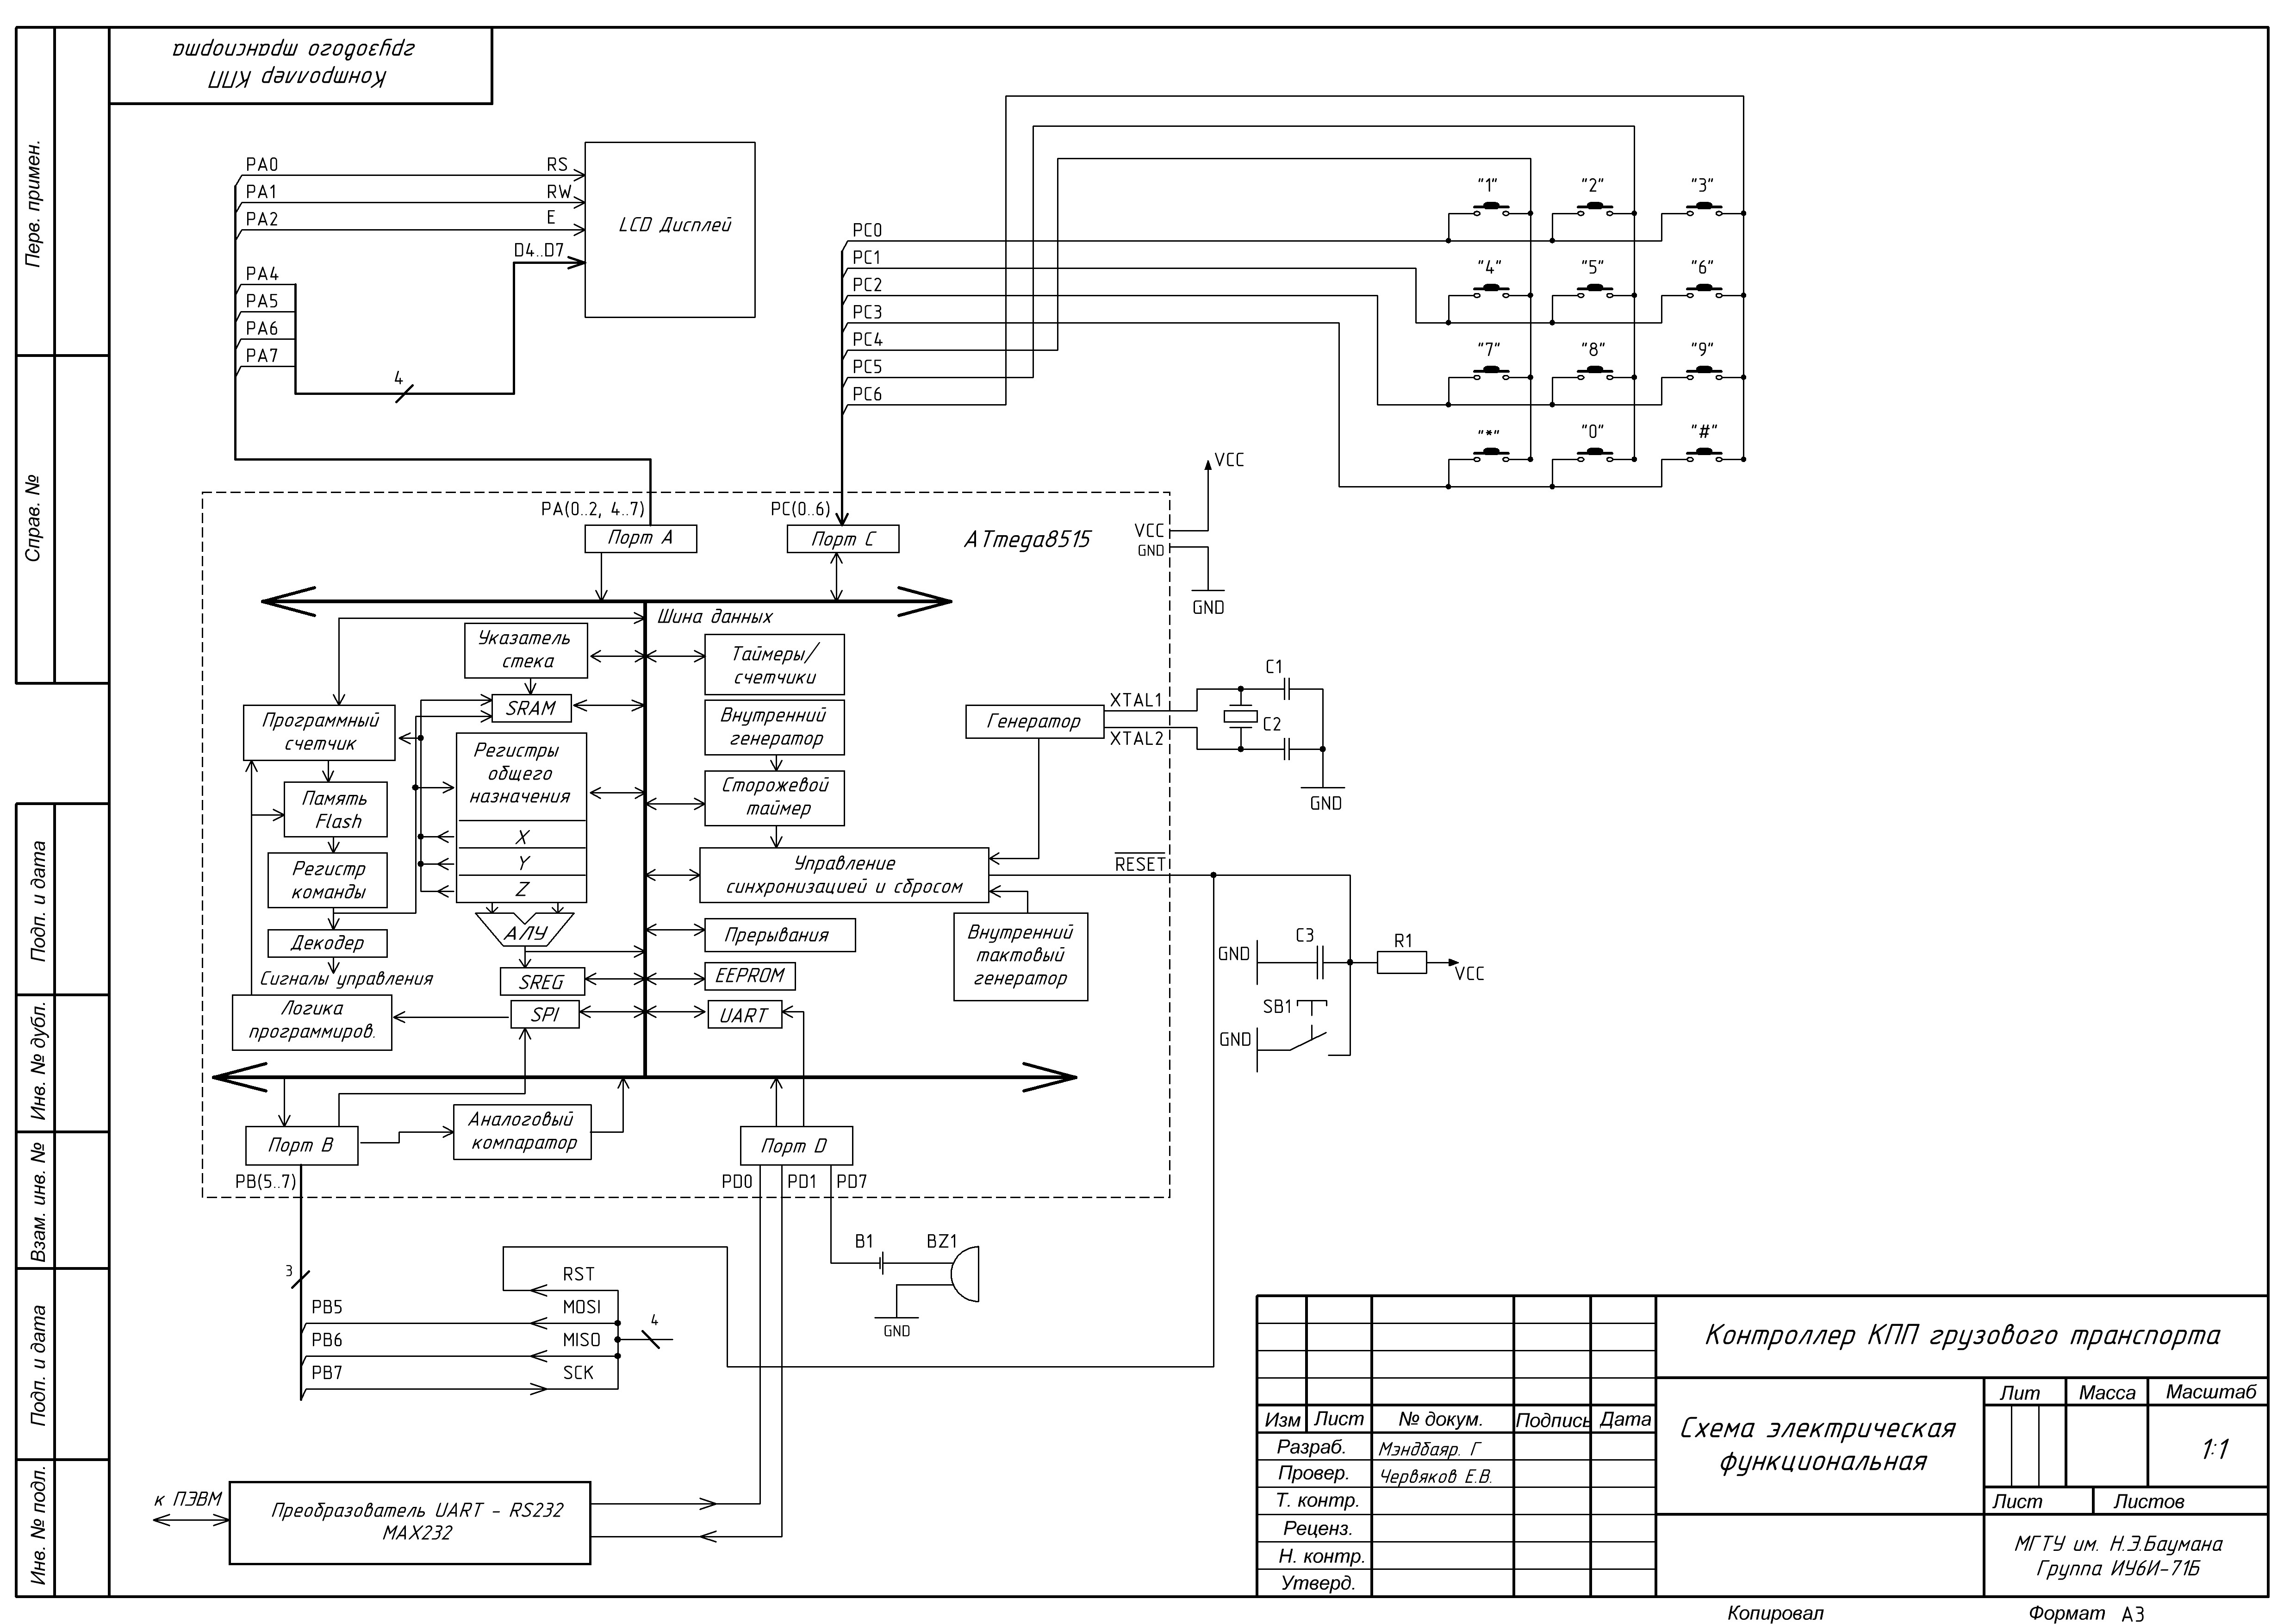 грузового транспорта
Контроллер КПП
Перв. примен.
Справ. №
Подп. и дата
Инв. № дубл.
Взам. инв. №
Подп. и дата
Инв. № подл.
PA0
RS
PA1
RW
PA2
E
D4..D7
PA4
PA5
PA6
PA7
4
LCD Дисплей
PC0
PC1
PC2
PC3
PC4
PC5
PC6
"1"
"2"
"3"
"4"
"5"
"6"
"7"
"8"
"9"
"*"
"0"
"#"
VCC
PA(0..2, 4..7)
PC(0..6)
Порт A
Порт C
ATmega8515
VCC
GND
GND
Шина данных
Указатель
стека
Таймеры/
счетчики
SRAM
Программный
счетчик
Внутренний
генератор
Регистры
общего
назначения
X
Y
Z
Сторожевой
таймер
Память
Flash
Регистр
команды
Декодер
Сигналы управления
Логика
программиров.
АЛУ
SREG
SPI
Управление
синхронизацией и сбросом
Прерывания
EEPROM
UART
Генератор
XTAL1
XTAL2
C1
C2
GND
RESET
Внутренний
тактовый
генератор
GND
C3
R1
VCC
SB1
GND
Порт B
Аналоговый
компаратор
Порт D
PB(5..7)
PD0
PD1
PD7
B1
BZ1
GND
3
RST
PB5
MOSI
PB6
MISO
PB7
SCK
4
к ПЭВМ
Преобразователь UART - RS232
MAX232
Контроллер КПП грузового транспорта
Схема электрическая
функциональная
Лит
Масса
Масштаб
1:1
Лист
Листов
МГТУ им. Н.Э.Баумана
Группа ИУ6И-71Б
Изм
Лист
№ докум.
Подпись
Дата
Разраб.
Мэндбаяр. Г
Провер.
Червяков Е.В.
Т. контр.
Реценз.
Н. контр.
Утверд.
Копировал
Формат
A3